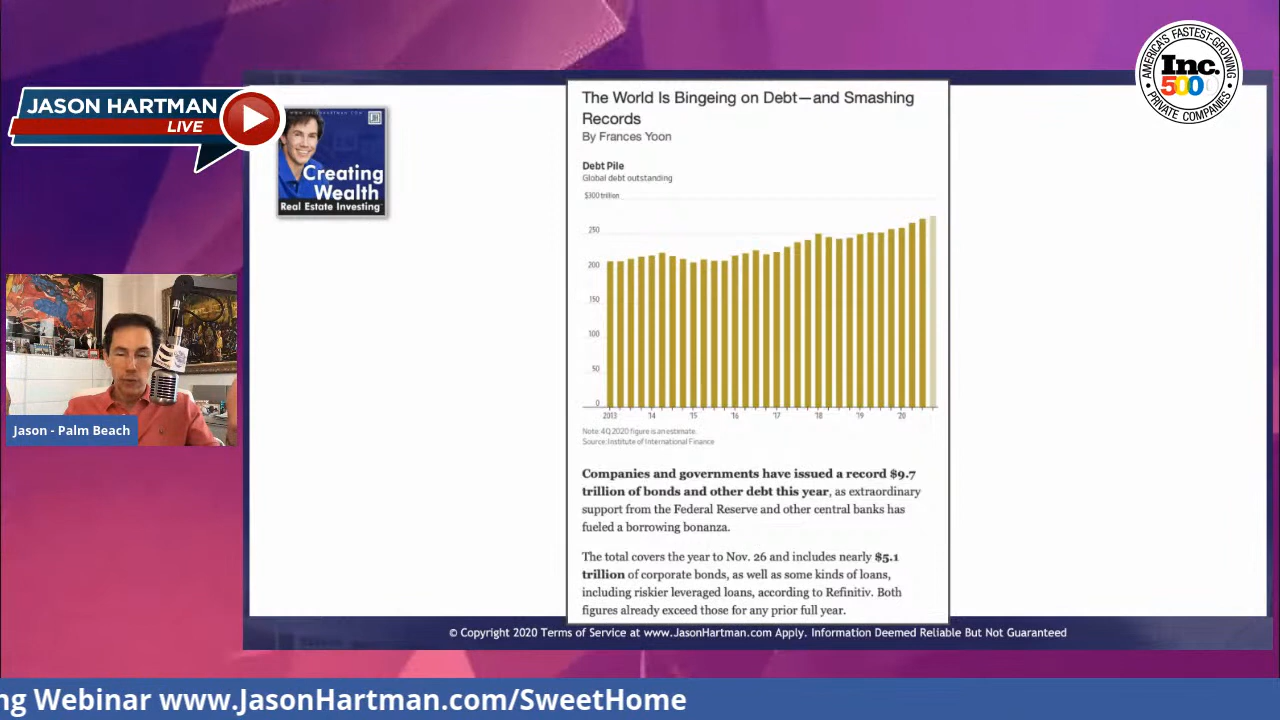 JASON HARTMAN
LIVE
WWW.JASONHARTMAN.COM
Creating
Wealth
Real Estate Investing
AMERICA'S FASTEST-GROWING
Inc.
500
PRIVATE COMPANIES
Jason - Palm Beach
The World Is Bingeing on Debt—and Smashing
Records
By Frances Yoon
Debt Pile
Global debt outstanding
$300 trillion
250
200
150
100
50
0
2013 '14 '15 '16 '17 '18 '19 '20
Note: 4Q 2020 figure is an estimate.
Source: Institute of International Finance
Companies and governments have issued a record $9.7
trillion of bonds and other debt this year, as extraordinary
support from the Federal Reserve and other central banks has
fueled a borrowing bonanza.
The total covers the year to Nov. 26 and includes nearly $5.1
trillion of corporate bonds, as well as some kinds of loans,
including riskier leveraged loans, according to Refinitiv. Both
figures already exceed those for any prior full year.
© Copyright 2020 Terms of Service at www.JasonHartman.com Apply. Information Deemed Reliable But Not Guaranteed
ng Webinar www.JasonHartman.com/SweetHome